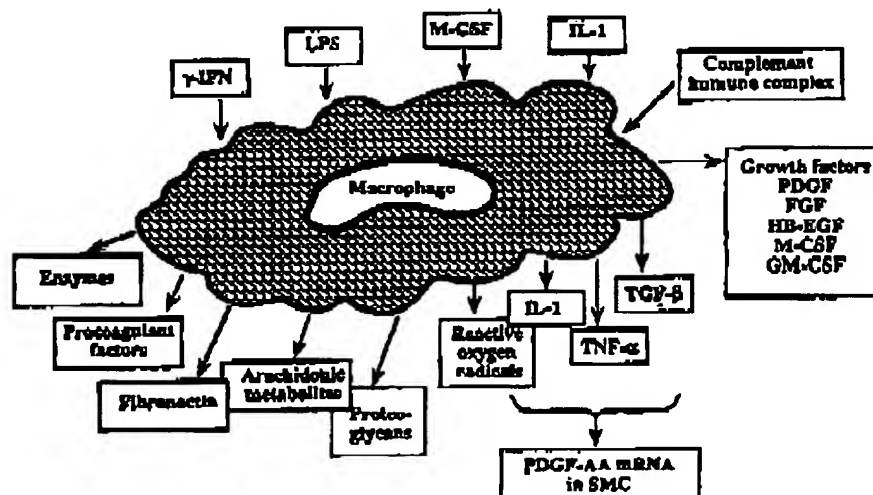 γ-IFN
LPS
M-CSF
IL-1
Complemant
immune complex
Macrophage
Growth factors
PDGF
FGF
HB-EGF
M-CSF
GM-CSF
Enzymes
Procoagulant
factors
Fibronectin
Arachidonic
metabolites
Proteo-
glycans
Reactive
oxygen
radicals
IL-1
TNF-α
TGF-β
PDGF-AA mRNA
in SMC